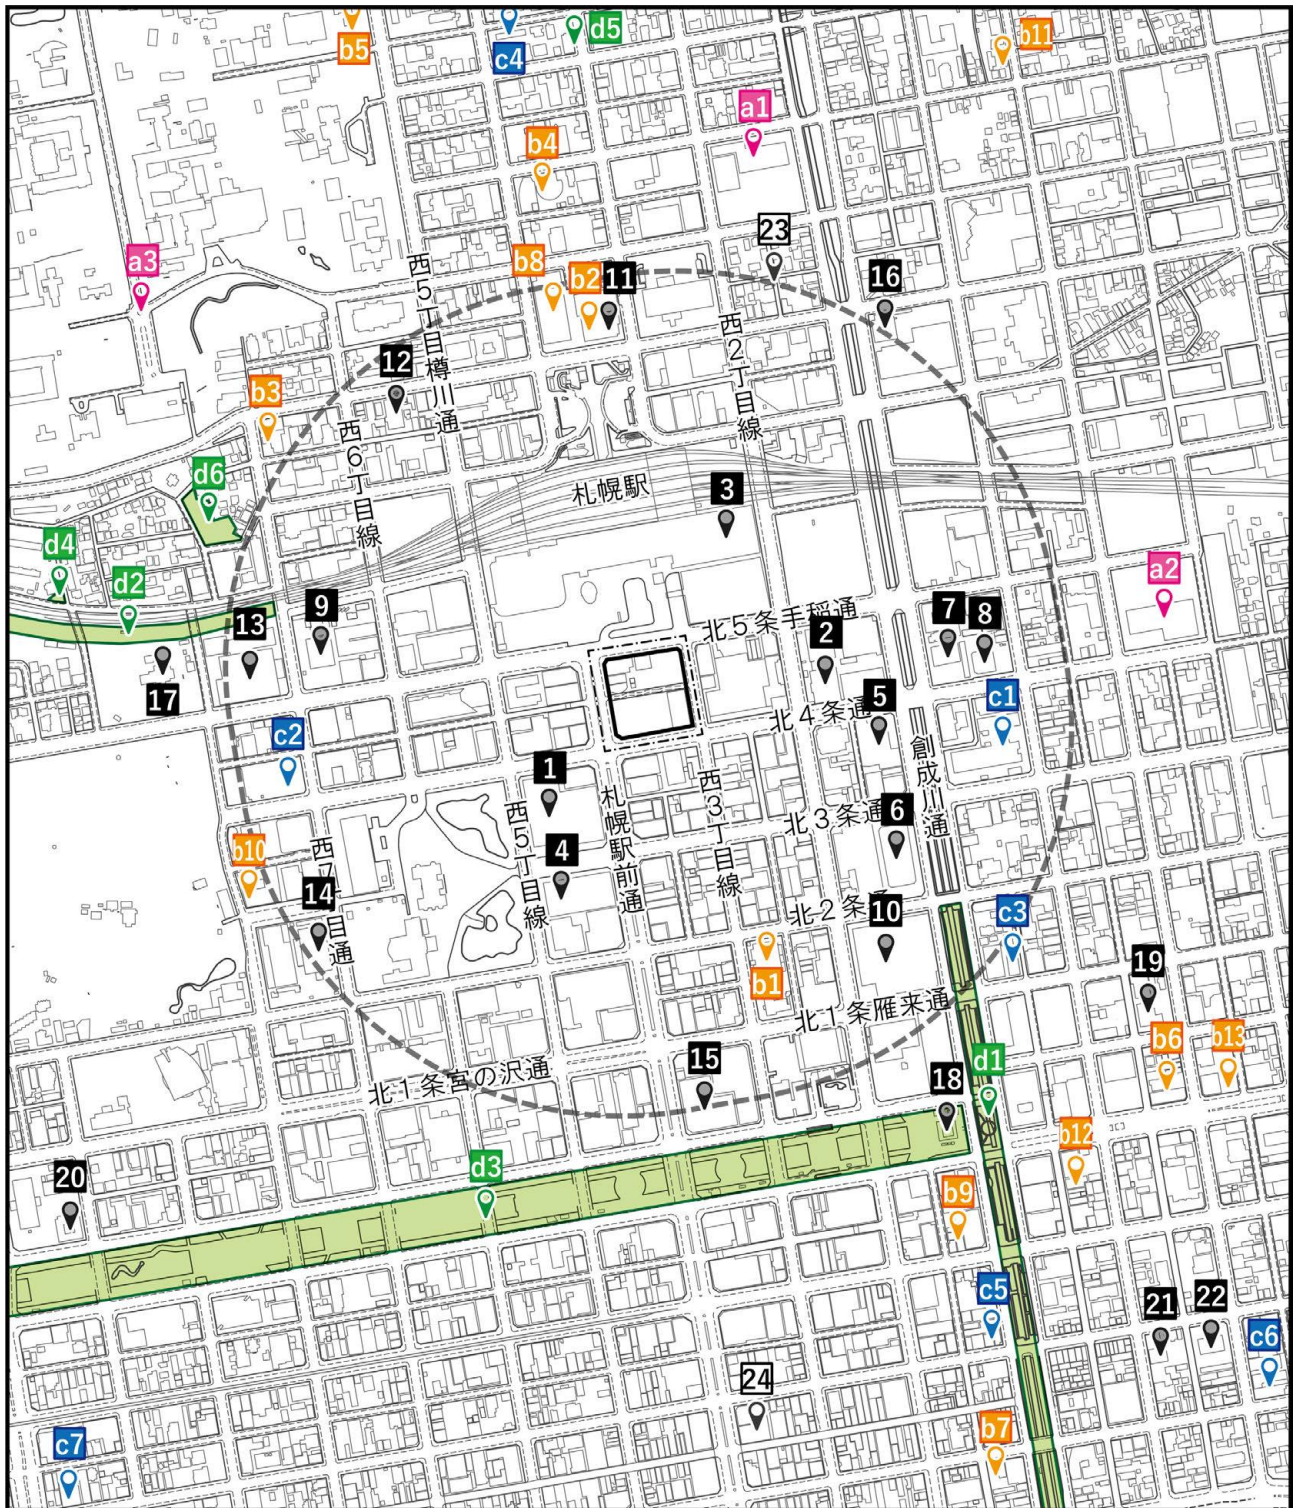 b5
c4
d5
b11
a1
b4
23
a3
b8
b2
11
16
西5丁目樽川通
西2丁目線
12
b3
西6丁目線
d6
札幌駅
3
d4
d2
a2
9
13
北5条手稲通
2
7
8
17
c2
北4条通
5
c1
創成川通
1
西5丁目線
札幌駅前通
西3丁目線
北3条通
6
b10
西7丁目通
14
4
北2条通
10
c3
b1
19
北1条雁来通
b6
b13
北1条宮の沢通
15
18
d1
b12
20
d3
b9
c5
21
22
c6
24
c7
b7